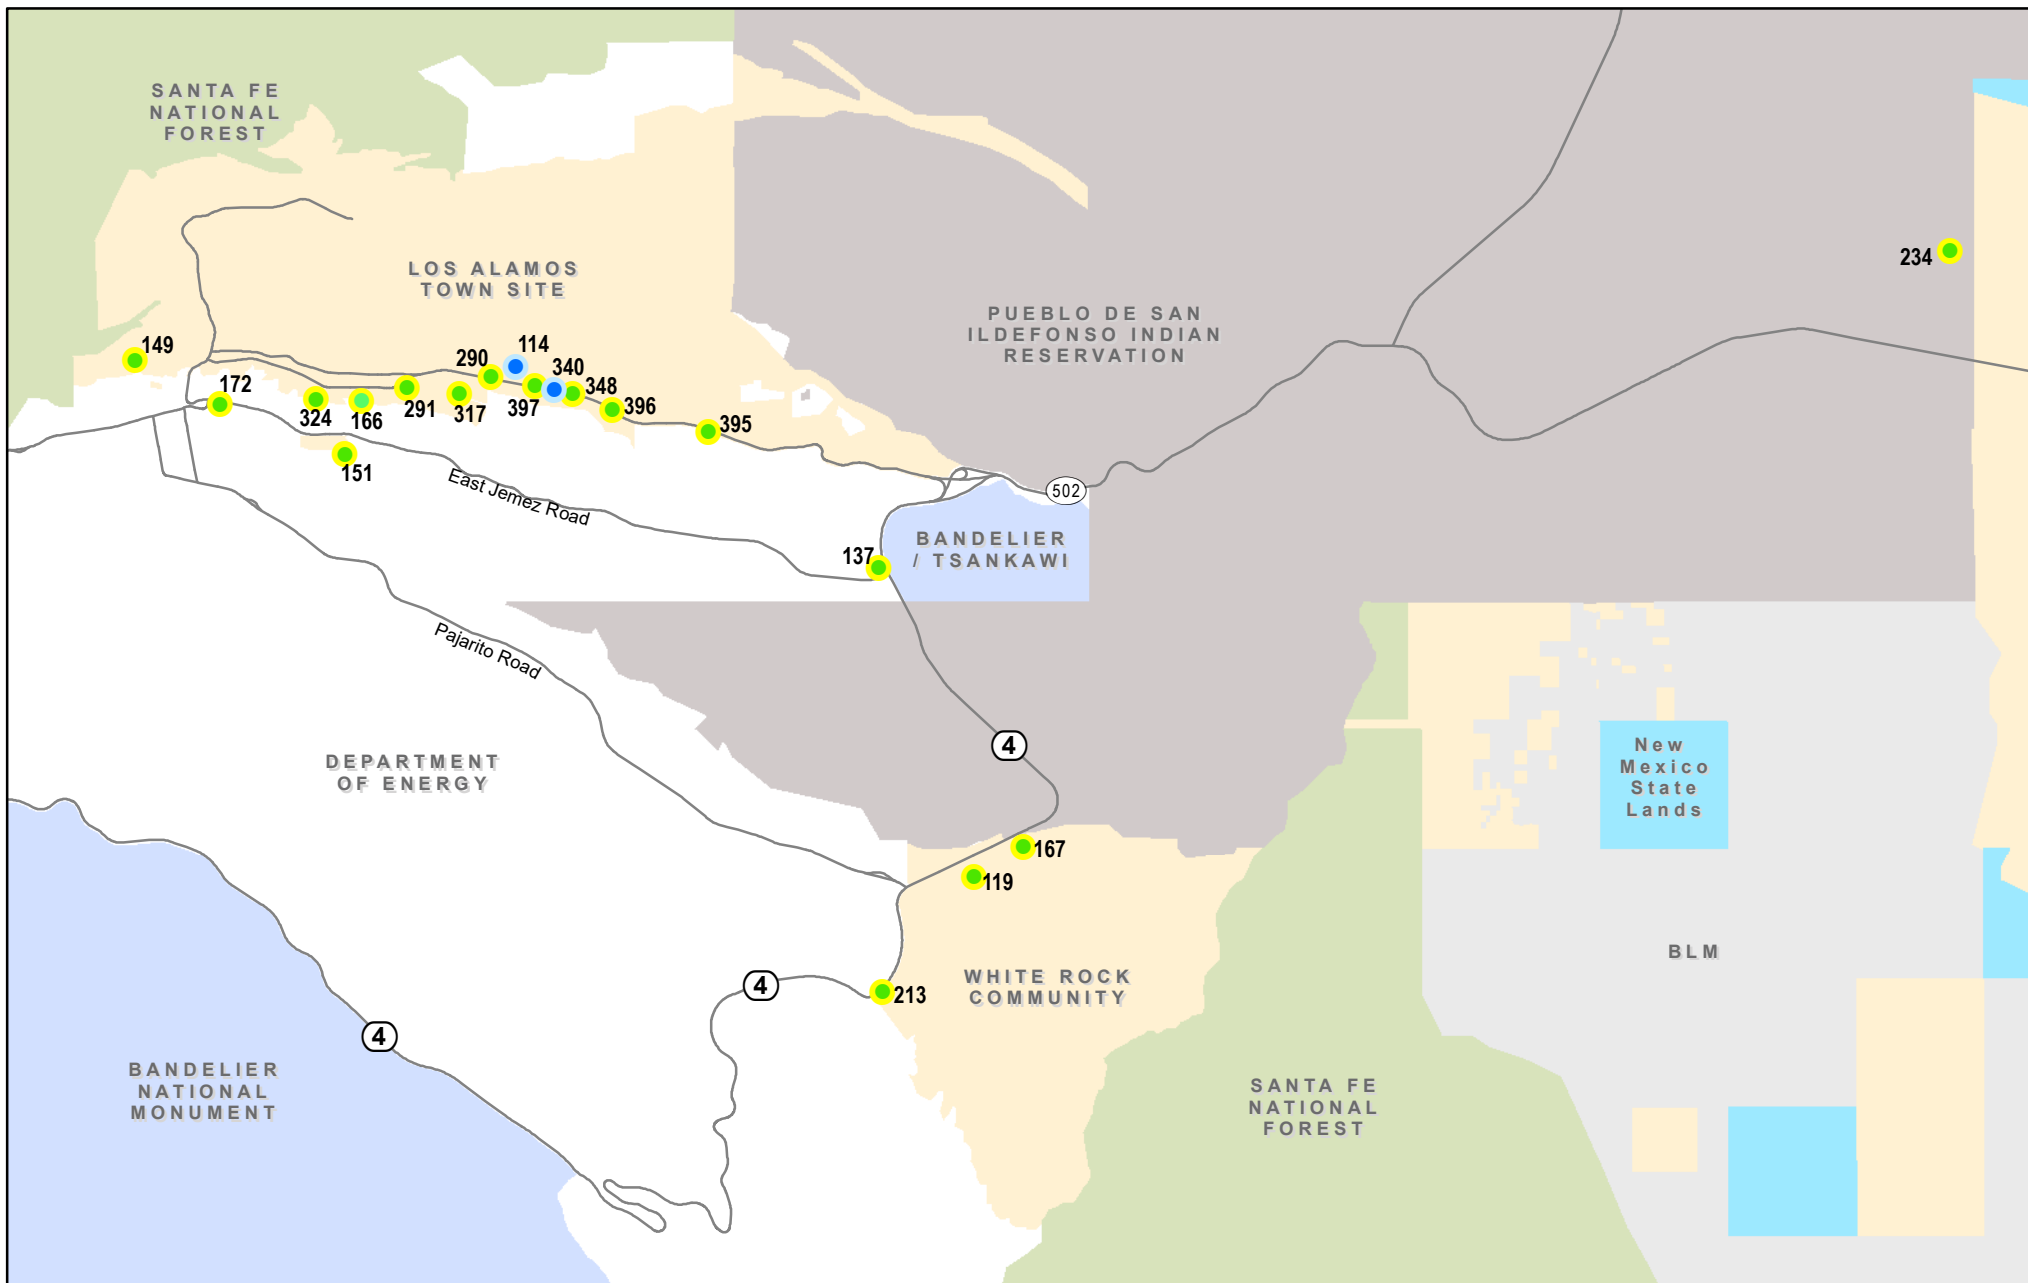 SANTA FE
NATIONAL
FOREST
LOS ALAMOS
TOWN SITE
PUEBLO DE SAN
ILDEFONSO INDIAN
RESERVATION
234
149
172
324
166
291
290
114
317
397
340
348
396
395
151
East Jemez Road
502
BANDELIER
/ TSANKAWI
137
Pajarito Road
4
DEPARTMENT
OF ENERGY
New
Mexico
State
Lands
167
119
BLM
WHITE ROCK
COMMUNITY
213
4
4
BANDELIER
NATIONAL
MONUMENT
SANTA FE
NATIONAL
FOREST